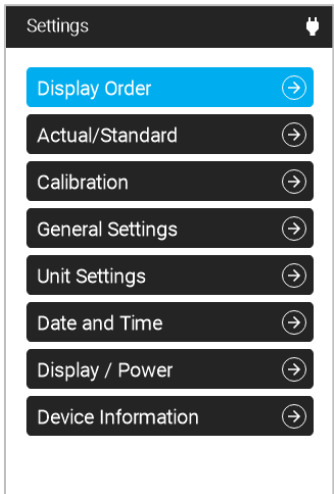 Settings
Display Order
Actual/Standard
Calibration
General Settings
Unit Settings
Date and Time
Display / Power
Device Information